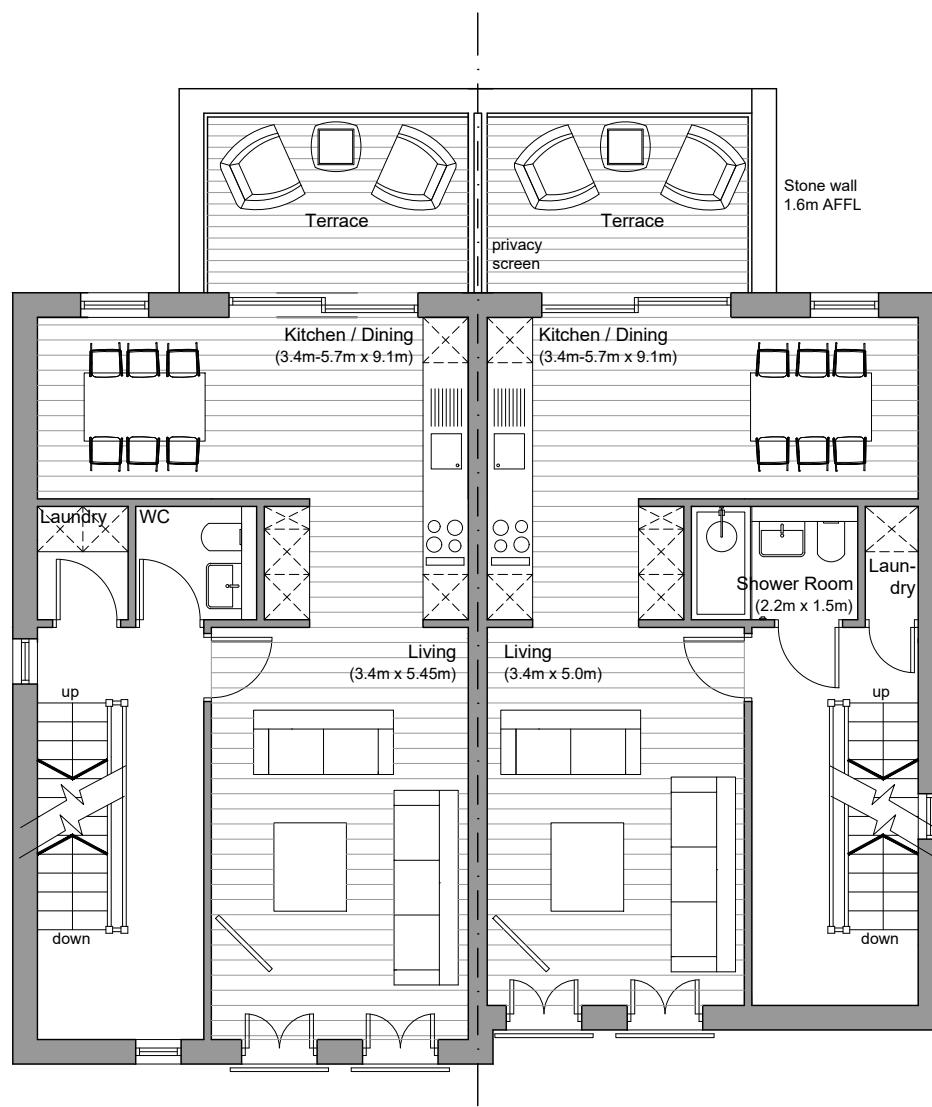 Stone wall
1.6m AFFL
Terrace
Terrace
privacy
screen
Kitchen / Dining
(3.4m-5.7m x 9.1m)
Kitchen / Dining
(3.4m-5.7m x 9.1m)
Laundry
WC
Shower Room
(2.2m x 1.5m)
Laun-
dry
Living
(3.4m x 5.45m)
Living
(3.4m x 5.0m)
up
up
down
down